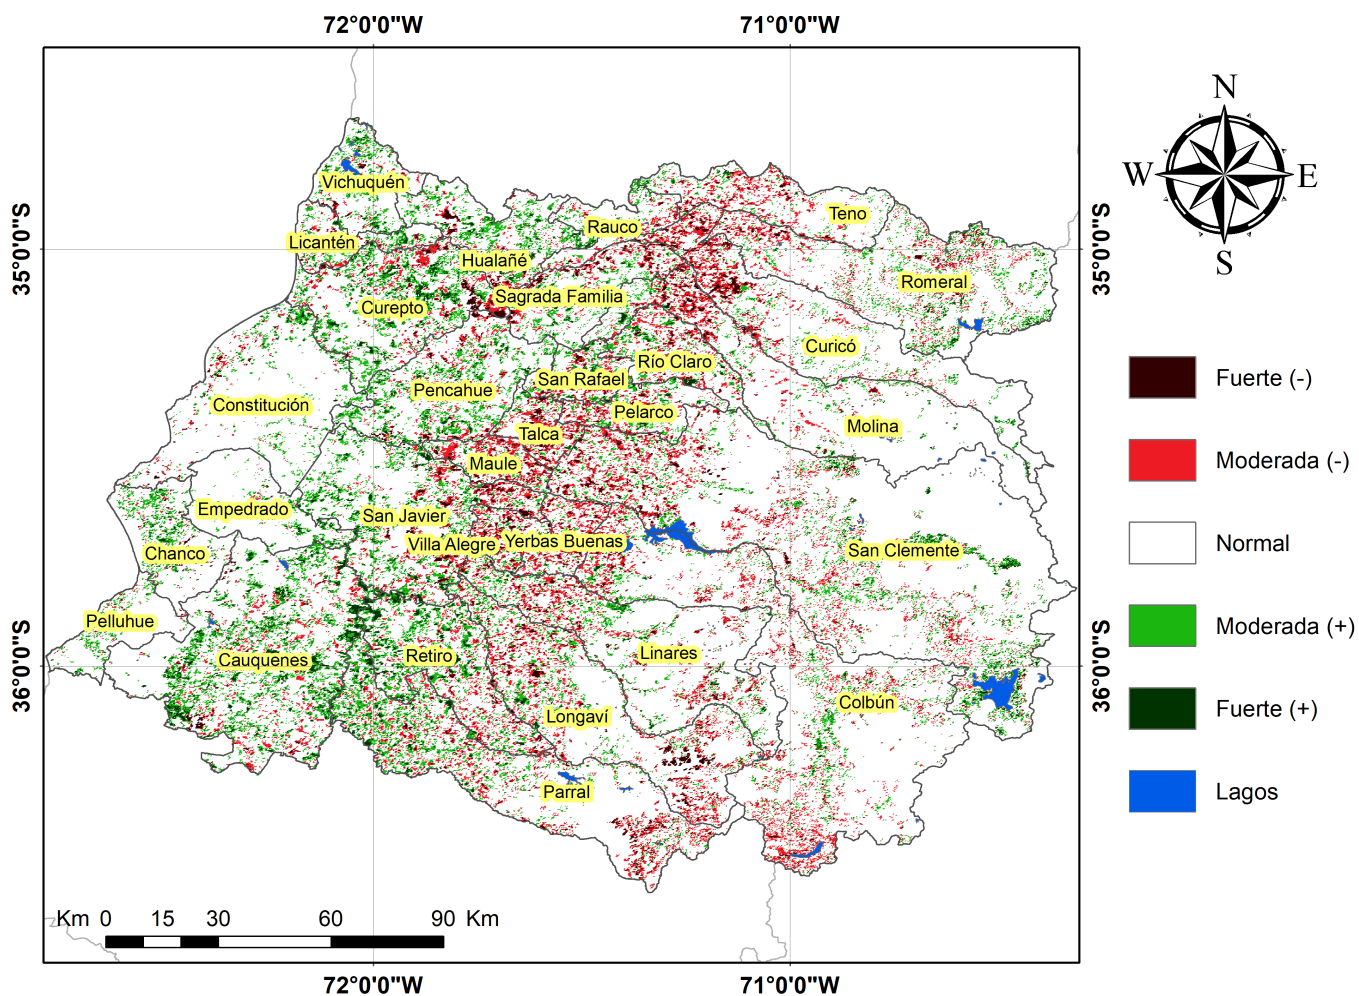 72°0'0"W
71°0'0"W
35°0'0"S
35°0'0"S
36°0'0"S
36°0'0"S
72°0'0"W
71°0'0"W
Vichuquén
Teno
Rauco
Licantén
Hualañé
Romeral
Sagrada Familia
Curepto
Curicó
Río Claro
San Rafael
Pencahue
Constitución
Pelarco
Molina
Talca
Maule
Empedrado
San Javier
Yerbas Buenas
Villa Alegre
San Clemente
Chanco
Pelluhue
Linares
Retiro
Cauquenes
Colbún
Longaví
Parral
Km 0 15 30 60 90 Km
N
W E
S
Fuerte (-)
Moderada (-)
Normal
Moderada (+)
Fuerte (+)
Lagos